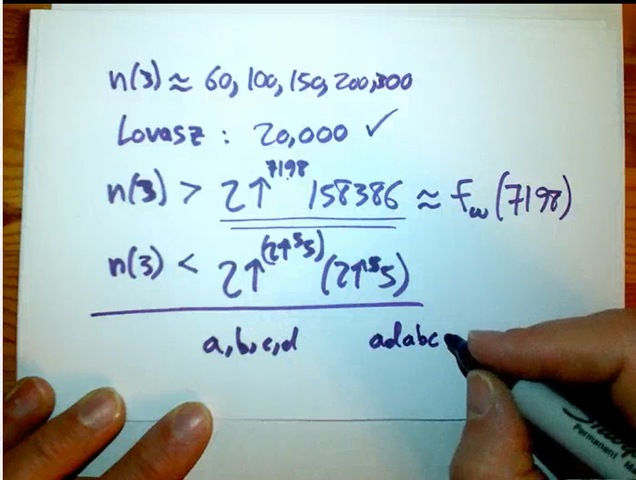 n(3) ≈ 60, 100, 150, 200, 300
Lovasz : 20,000 ✓
n(3) > 2↑^7198 158386 ≈ f_ω(7198)
n(3) < 2↑^(2↑^5 5) (2↑^5 5)
a,b,c,d adabc
Permanent